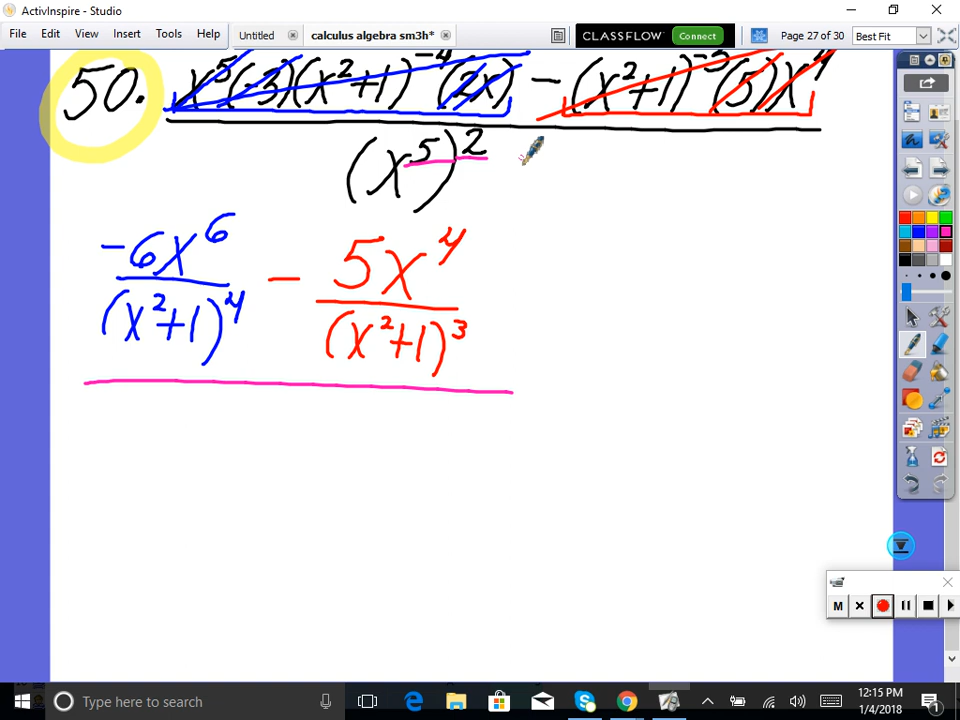 ActivInspire - Studio
File Edit View Insert Tools Help Untitled calculus algebra sm3h* CLASSFLOW Connect Page 27 of 30 Best Fit
50. x⁵(-3)(x²+1)⁻⁴(2x) - (x²+1)⁻³(5)x⁴
(x⁵)²
-6x⁶ - 5x⁴
(x²+1)⁴ (x²+1)³
M
Type here to search
12:15 PM
1/4/2018
1